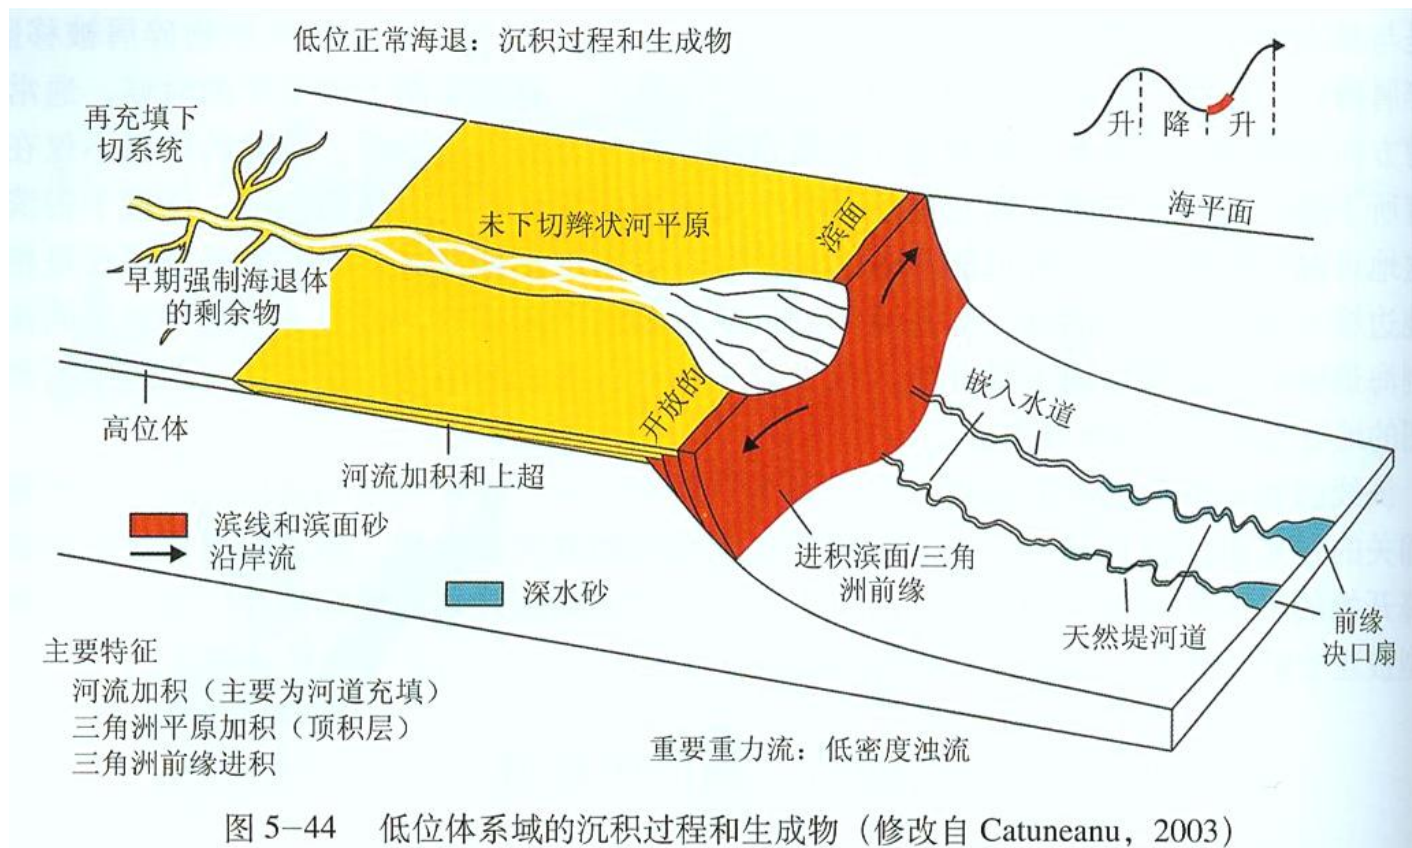 低位正常海退：沉积过程和生成物
升 降 升
再充填下
切系统
海平面
未下切辫状河平原
滨面
早期强制海退体
的剩余物
开放的
嵌入水道
高位体
河流加积和上超
滨线和滨面砂
沿岸流
进积滨面/三角
洲前缘
深水砂
天然堤河道
前缘
决口扇
主要特征
河流加积（主要为河道充填）
三角洲平原加积（顶积层）
三角洲前缘进积
重要重力流：低密度浊流
图 5-44 低位体系域的沉积过程和生成物（修改自 Catuneanu，2003）